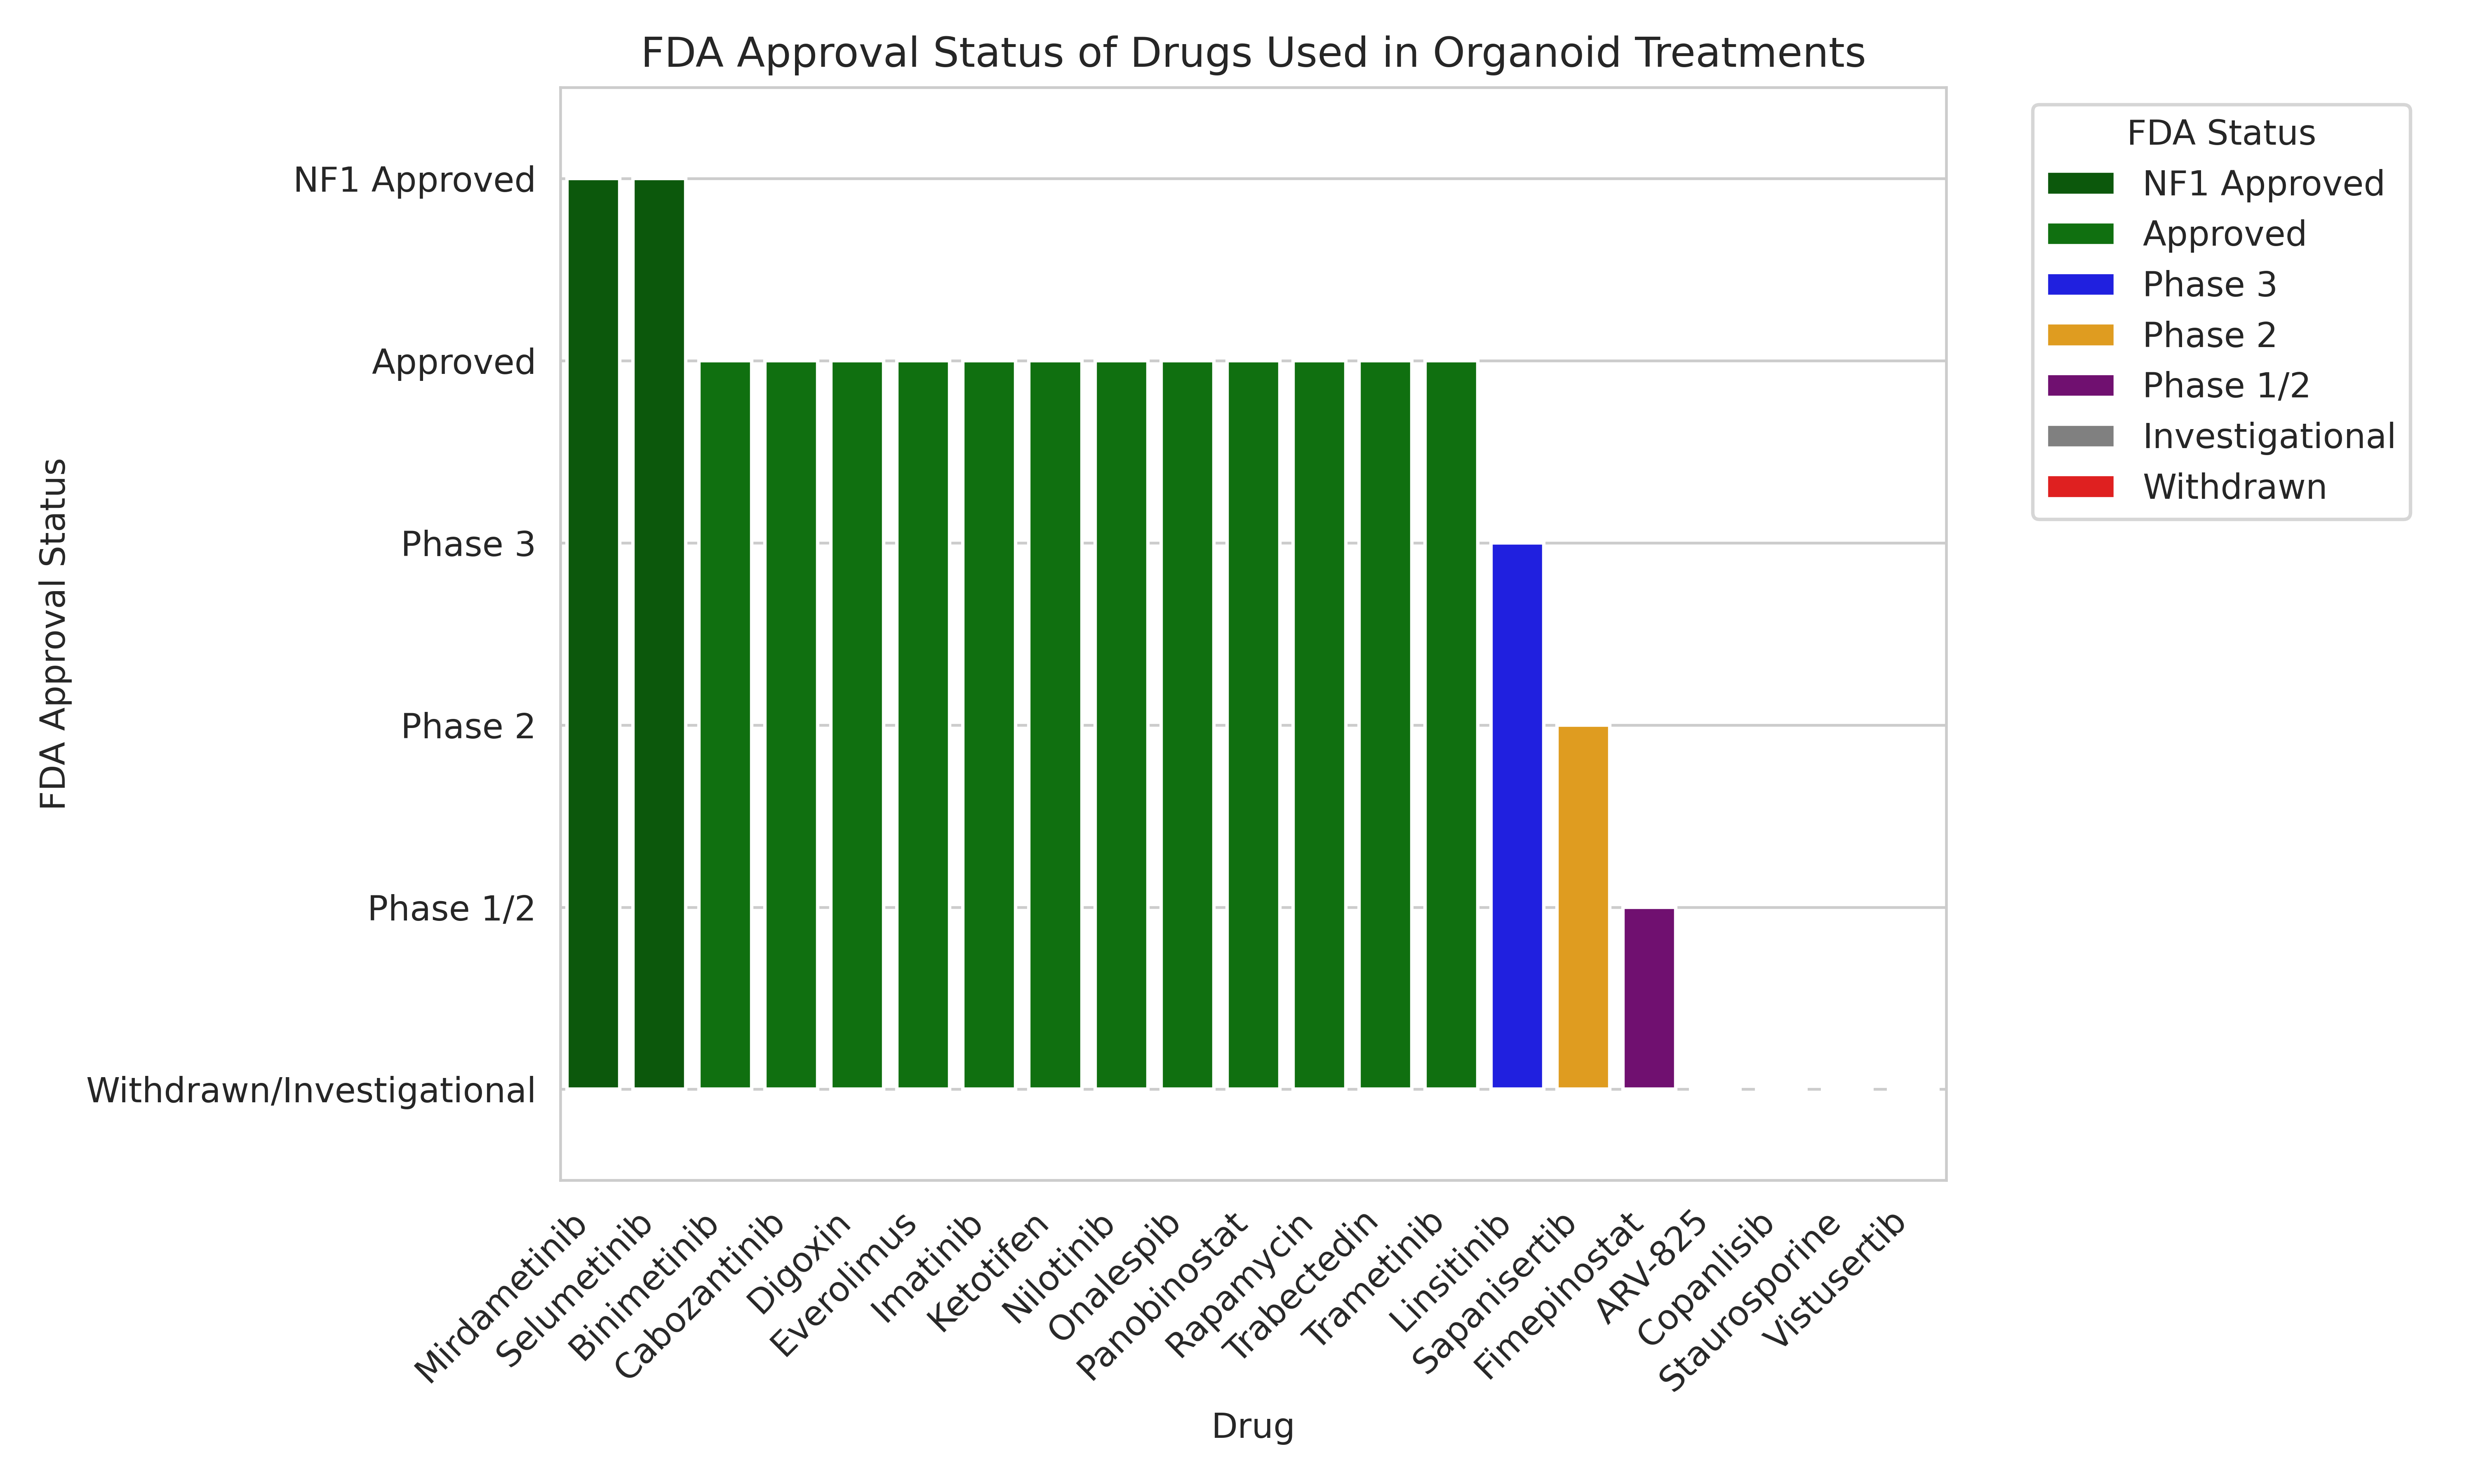 FDA Approval Status of Drugs Used in Organoid Treatments
FDA Approval Status
NF1 Approved
Approved
Phase 3
Phase 2
Phase 1/2
Withdrawn/Investigational
Mirdametinib
Selumetinib
Binimetinib
Cabozantinib
Digoxin
Everolimus
Imatinib
Ketotifen
Nilotinib
Onalespib
Panobinostat
Rapamycin
Trabectedin
Trametinib
Linsitinib
Sapanisertib
Fimepinostat
ARV-825
Copanlisib
Staurosporine
Vistusertib
Drug
FDA Status
NF1 Approved
Approved
Phase 3
Phase 2
Phase 1/2
Investigational
Withdrawn